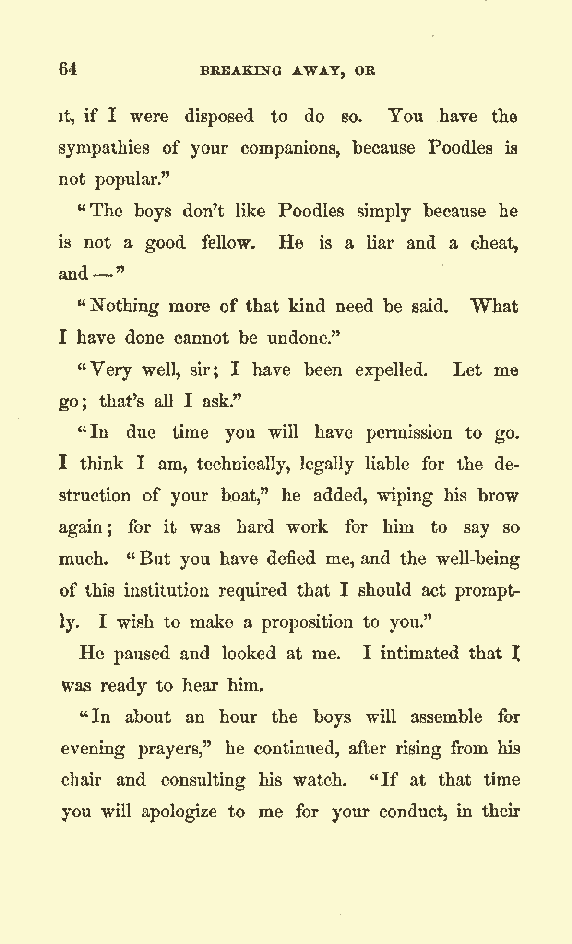 64 BREAKING AWAY, OR
it, if I were disposed to do so. You have the
sympathies of your companions, because Poodles is
not popular.”
“The boys don’t like Poodles simply because he
is not a good fellow. He is a liar and a cheat,
and—”
“Nothing more of that kind need be said. What
I have done cannot be undone.”
“Very well, sir; I have been expelled. Let me
go; that’s all I ask.”
“In due time you will have permission to go.
I think I am, technically, legally liable for the de-
struction of your boat,” he added, wiping his brow
again; for it was hard work for him to say so
much. “But you have defied me, and the well-being
of this institution required that I should act prompt-
ly. I wish to make a proposition to you.”
He paused and looked at me. I intimated that I
was ready to hear him.
“In about an hour the boys will assemble for
evening prayers,” he continued, after rising from his
chair and consulting his watch. “If at that time
you will apologize to me for your conduct, in their